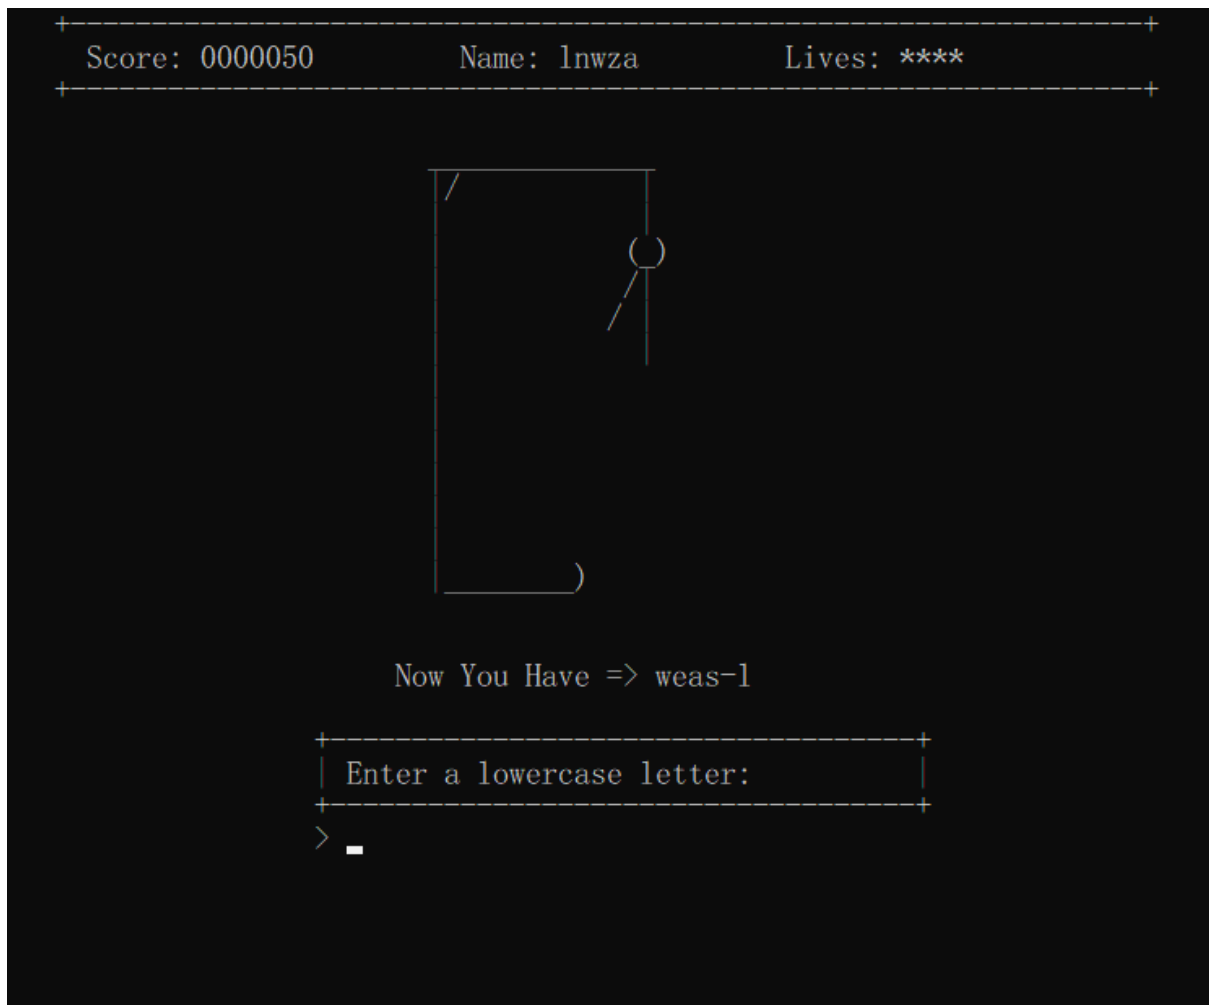 Score: 0000050 Name: lnwza Lives: ****
Now You Have => weas-l
Enter a lowercase letter:
>